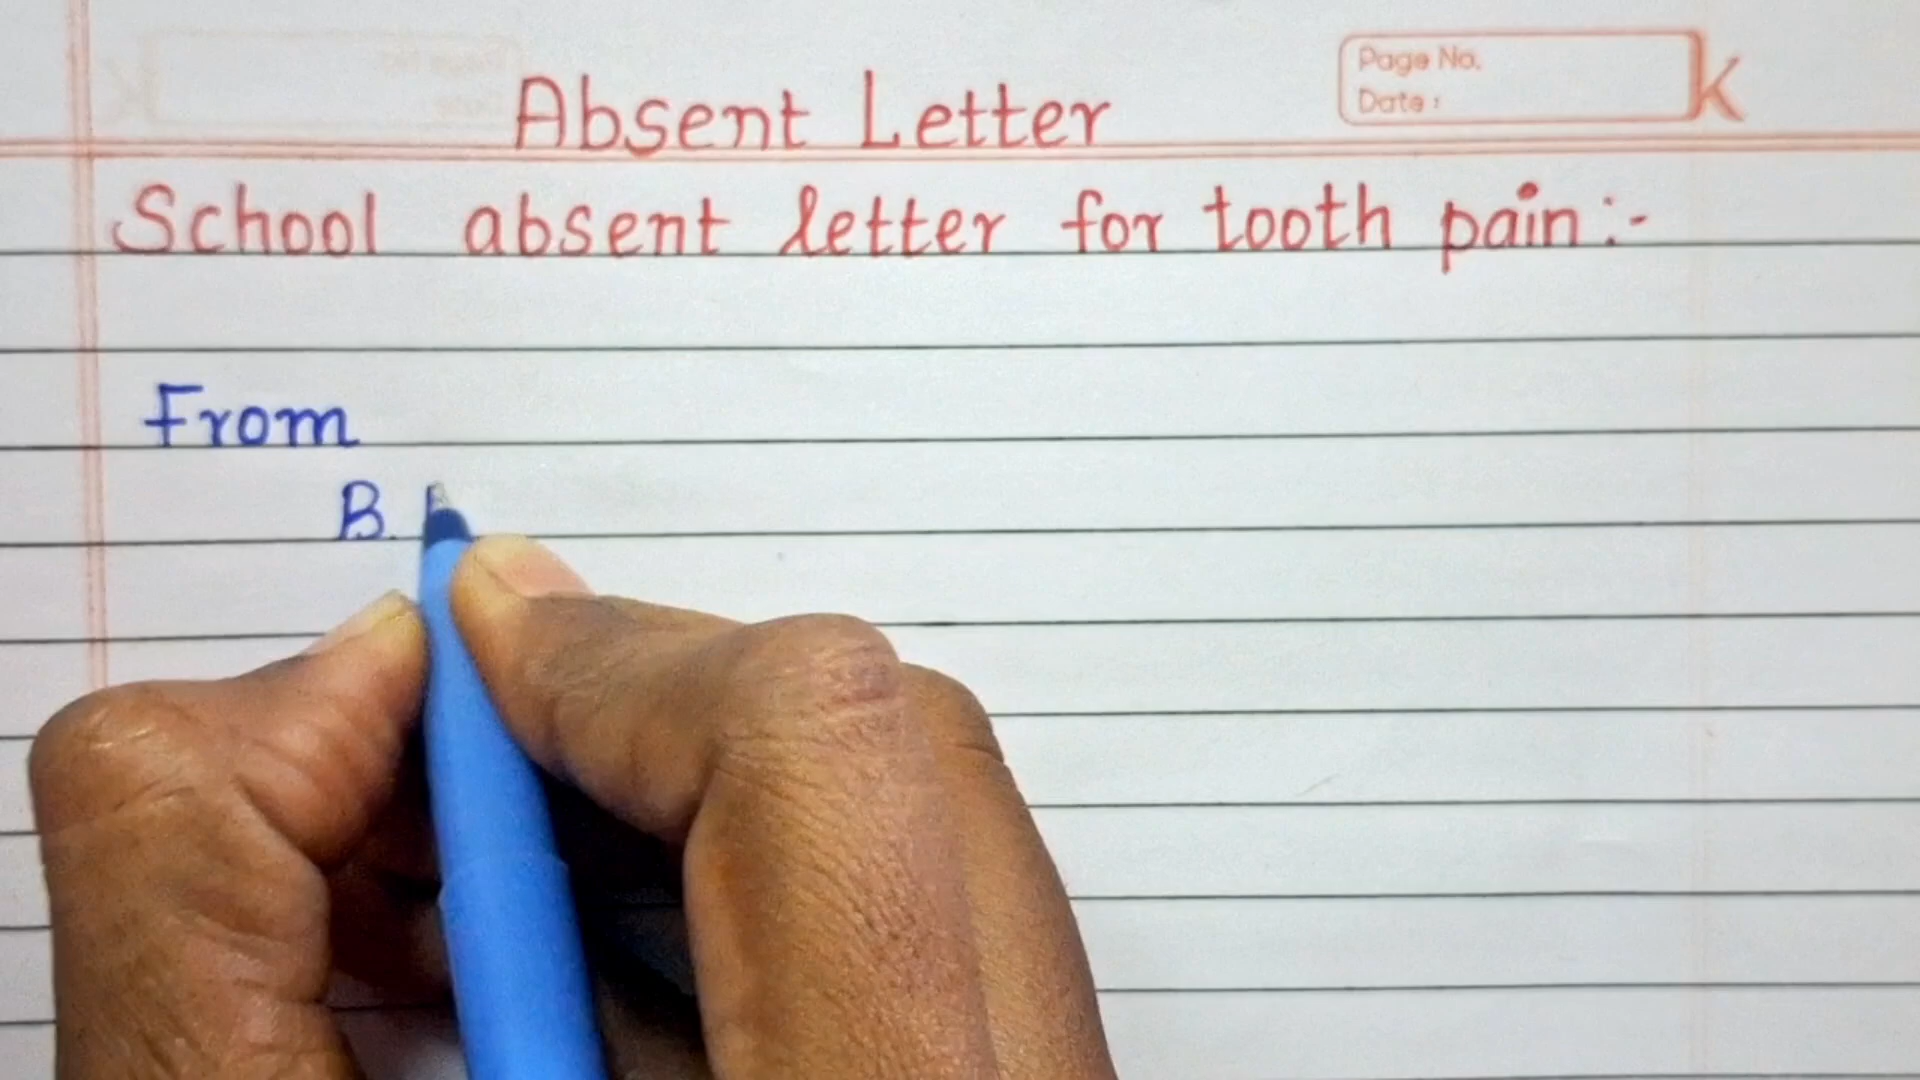 Page No.
Date :
Absent Letter
School absent letter for tooth pain:-
From
B.